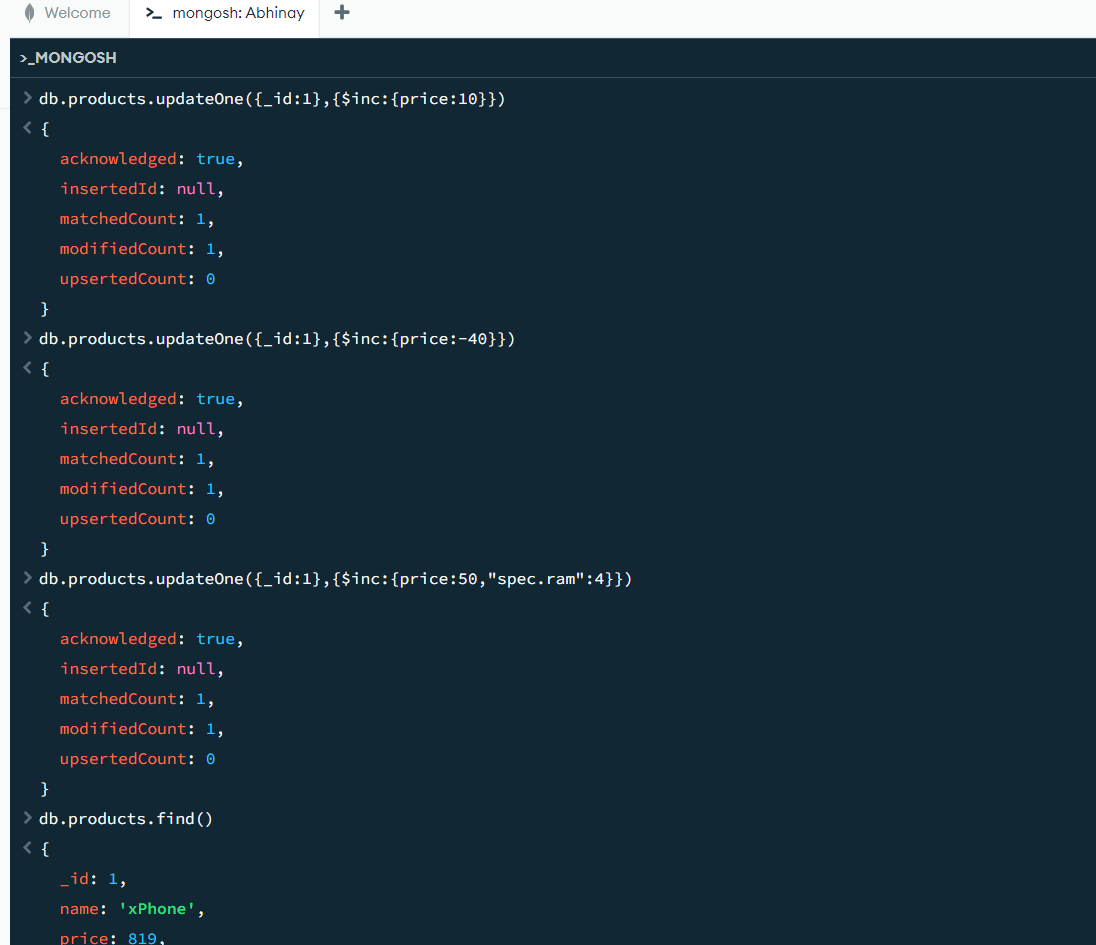 Welcome
>_ mongosh: Abhinay +
>_MONGOSH
> db.products.updateOne({_id:1},{$inc:{price:10}})
< {
acknowledged: true,
insertedId: null,
matchedCount: 1,
modifiedCount: 1,
upsertedCount: 0
}
> db.products.updateOne({_id:1},{$inc:{price:-40}})
< {
acknowledged: true,
insertedId: null,
matchedCount: 1,
modifiedCount: 1,
upsertedCount: 0
}
> db.products.updateOne({_id:1},{$inc:{price:50,"spec.ram":4}})
< {
acknowledged: true,
insertedId: null,
matchedCount: 1,
modifiedCount: 1,
upsertedCount: 0
}
> db.products.find()
< {
_id: 1,
name: 'xPhone',
price: 819,